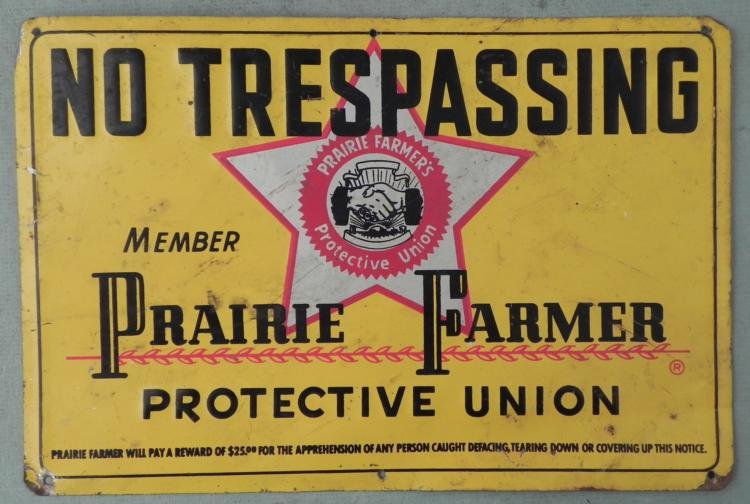 NO TRESPASSING
PRAIRIE FARMER'S
Protective Union
MEMBER
PRAIRIE FARMER
®
PROTECTIVE UNION
PRAIRIE FARMER WILL PAY A REWARD OF $25.00 FOR THE APPREHENSION OF ANY PERSON CAUGHT DEFACING, TEARING DOWN OR COVERING UP THIS NOTICE.